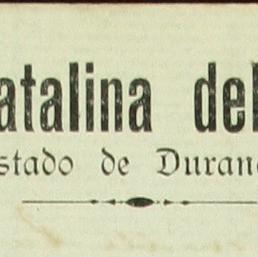 atalina del
stado de Duran